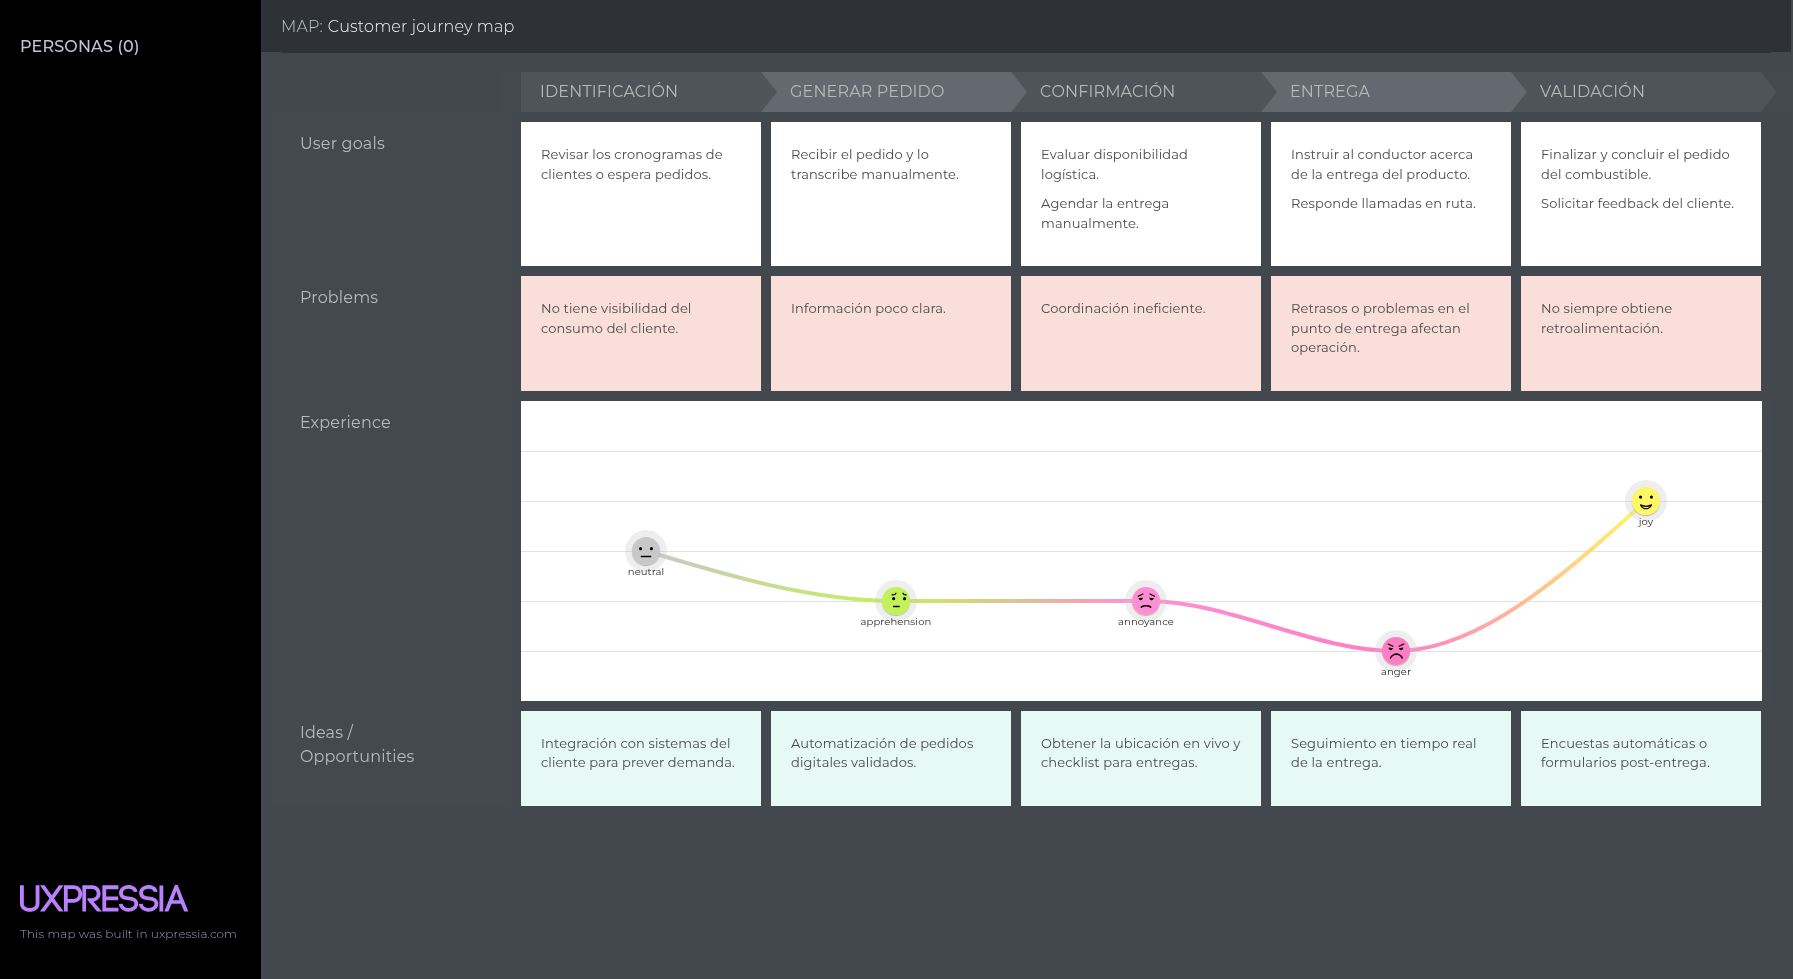 PERSONAS (0)
MAP: Customer journey map
IDENTIFICACIÓN
GENERAR PEDIDO
CONFIRMACIÓN
ENTREGA
VALIDACIÓN
User goals
Revisar los cronogramas de
clientes o espera pedidos.
Recibir el pedido y lo
transcribe manualmente.
Evaluar disponibilidad
logística.
Agendar la entrega
manualmente.
Instruir al conductor acerca
de la entrega del producto.
Responde llamadas en ruta.
Finalizar y concluir el pedido
del combustible.
Solicitar feedback del cliente.
Problems
No tiene visibilidad del
consumo del cliente.
Información poco clara.
Coordinación ineficiente.
Retrasos o problemas en el
punto de entrega afectan
operación.
No siempre obtiene
retroalimentación.
Experience
neutral
apprehension
annoyance
anger
joy
Ideas /
Opportunities
Integración con sistemas del
cliente para prever demanda.
Automatización de pedidos
digitales validados.
Obtener la ubicación en vivo y
checklist para entregas.
Seguimiento en tiempo real
de la entrega.
Encuestas automáticas o
formularios post-entrega.
UXPRESSIA
This map was built in uxpressia.com